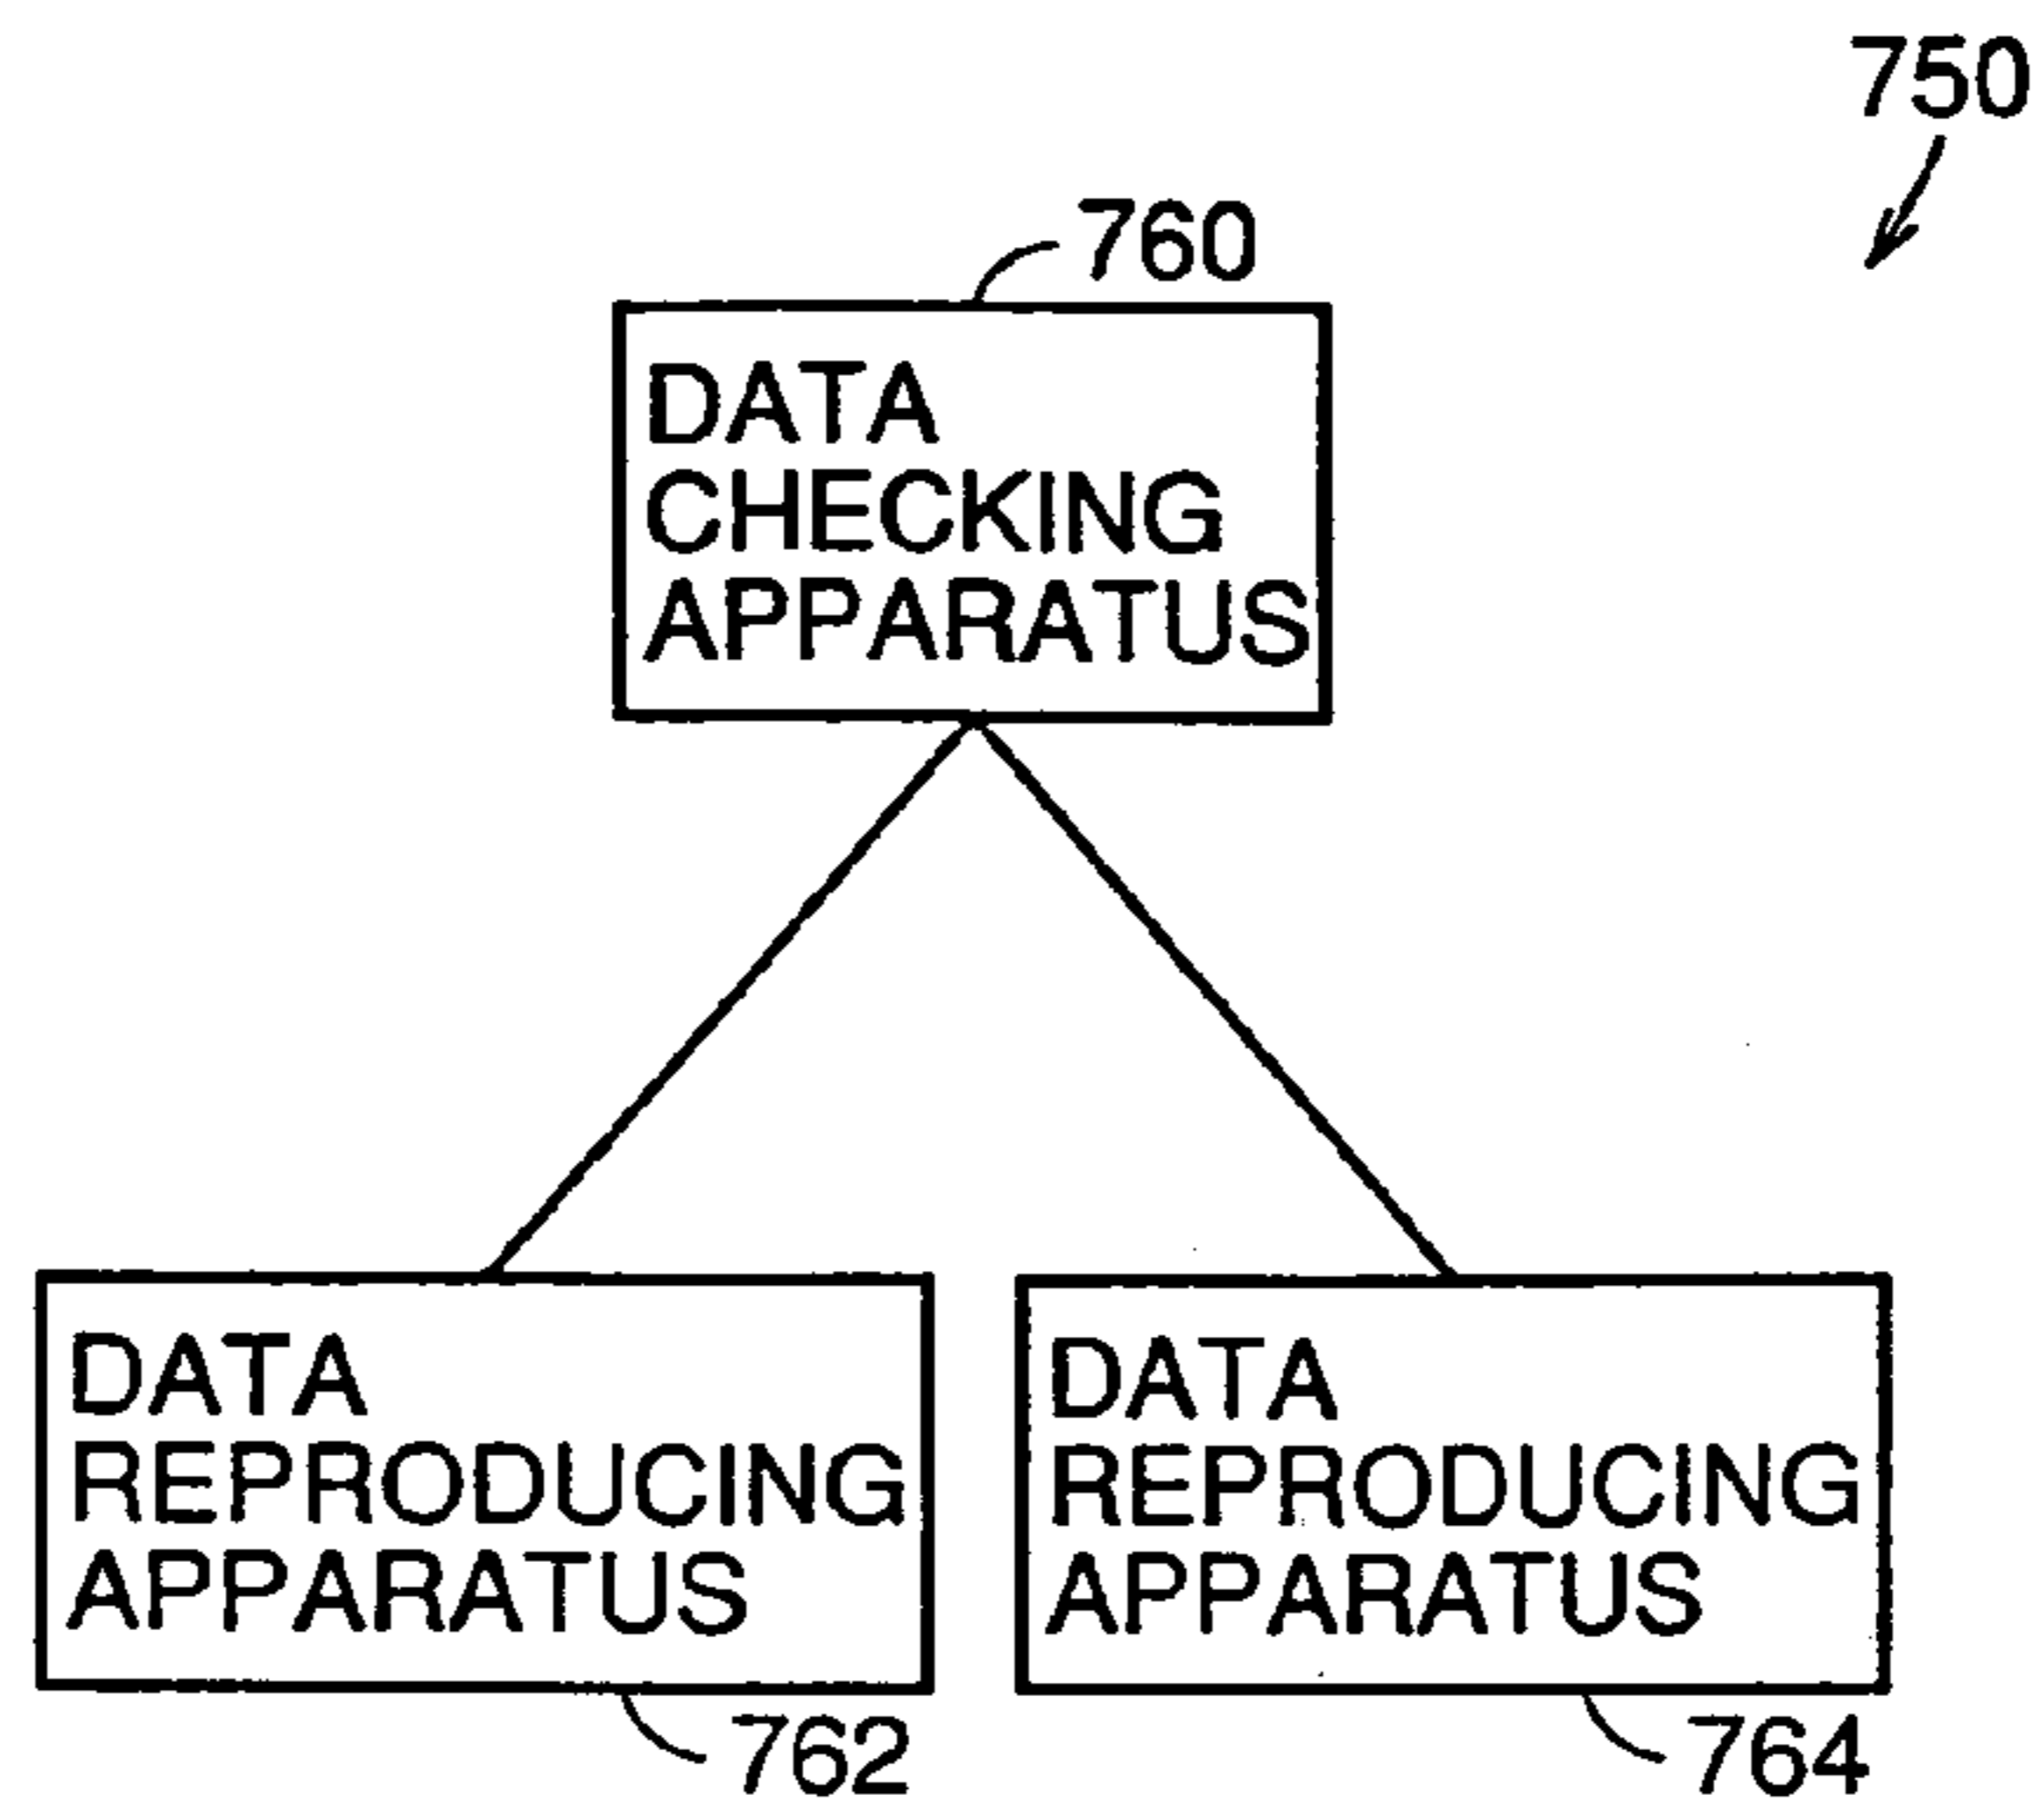 750
760
DATA
CHECKING
APPARATUS
DATA
REPRODUCING
APPARATUS
762
DATA
REPRODUCING
APPARATUS
764